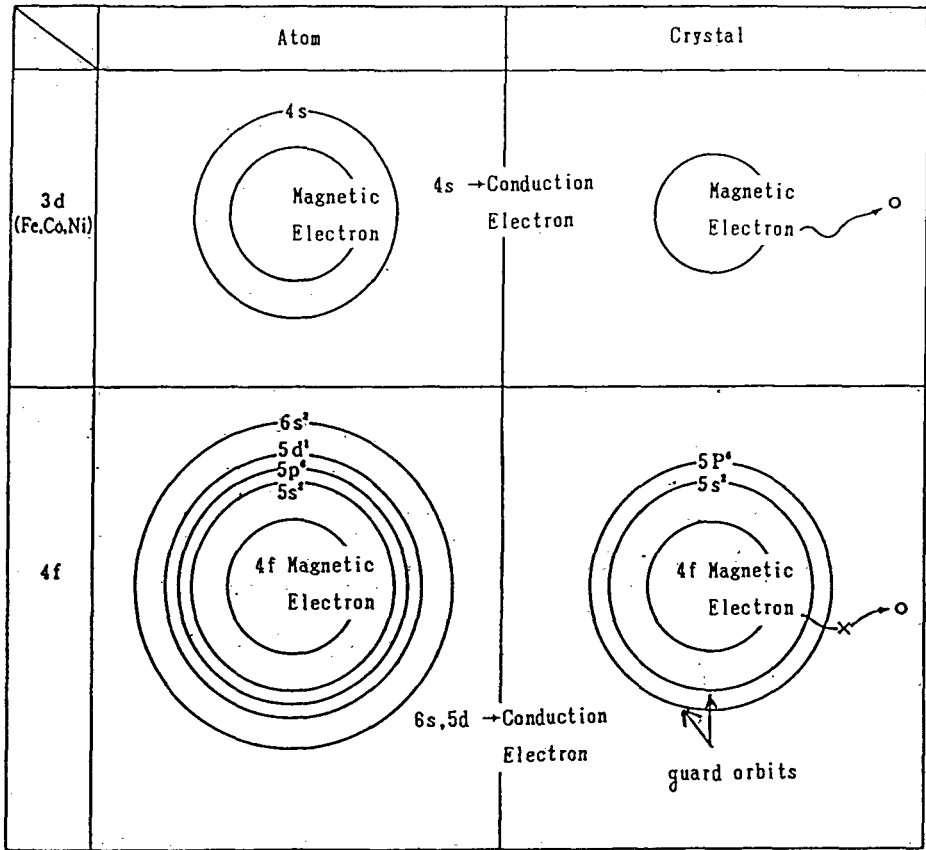 Atom
Crystal
3d
(Fe,Co,Ni)
4s
Magnetic
Electron
4s →Conduction
Electron
Magnetic
Electron
4f
6s²
5d¹
5p⁶
5s²
4f Magnetic
Electron
6s,5d →Conduction
Electron
5P⁶
5s²
4f Magnetic
Electron
guard orbits